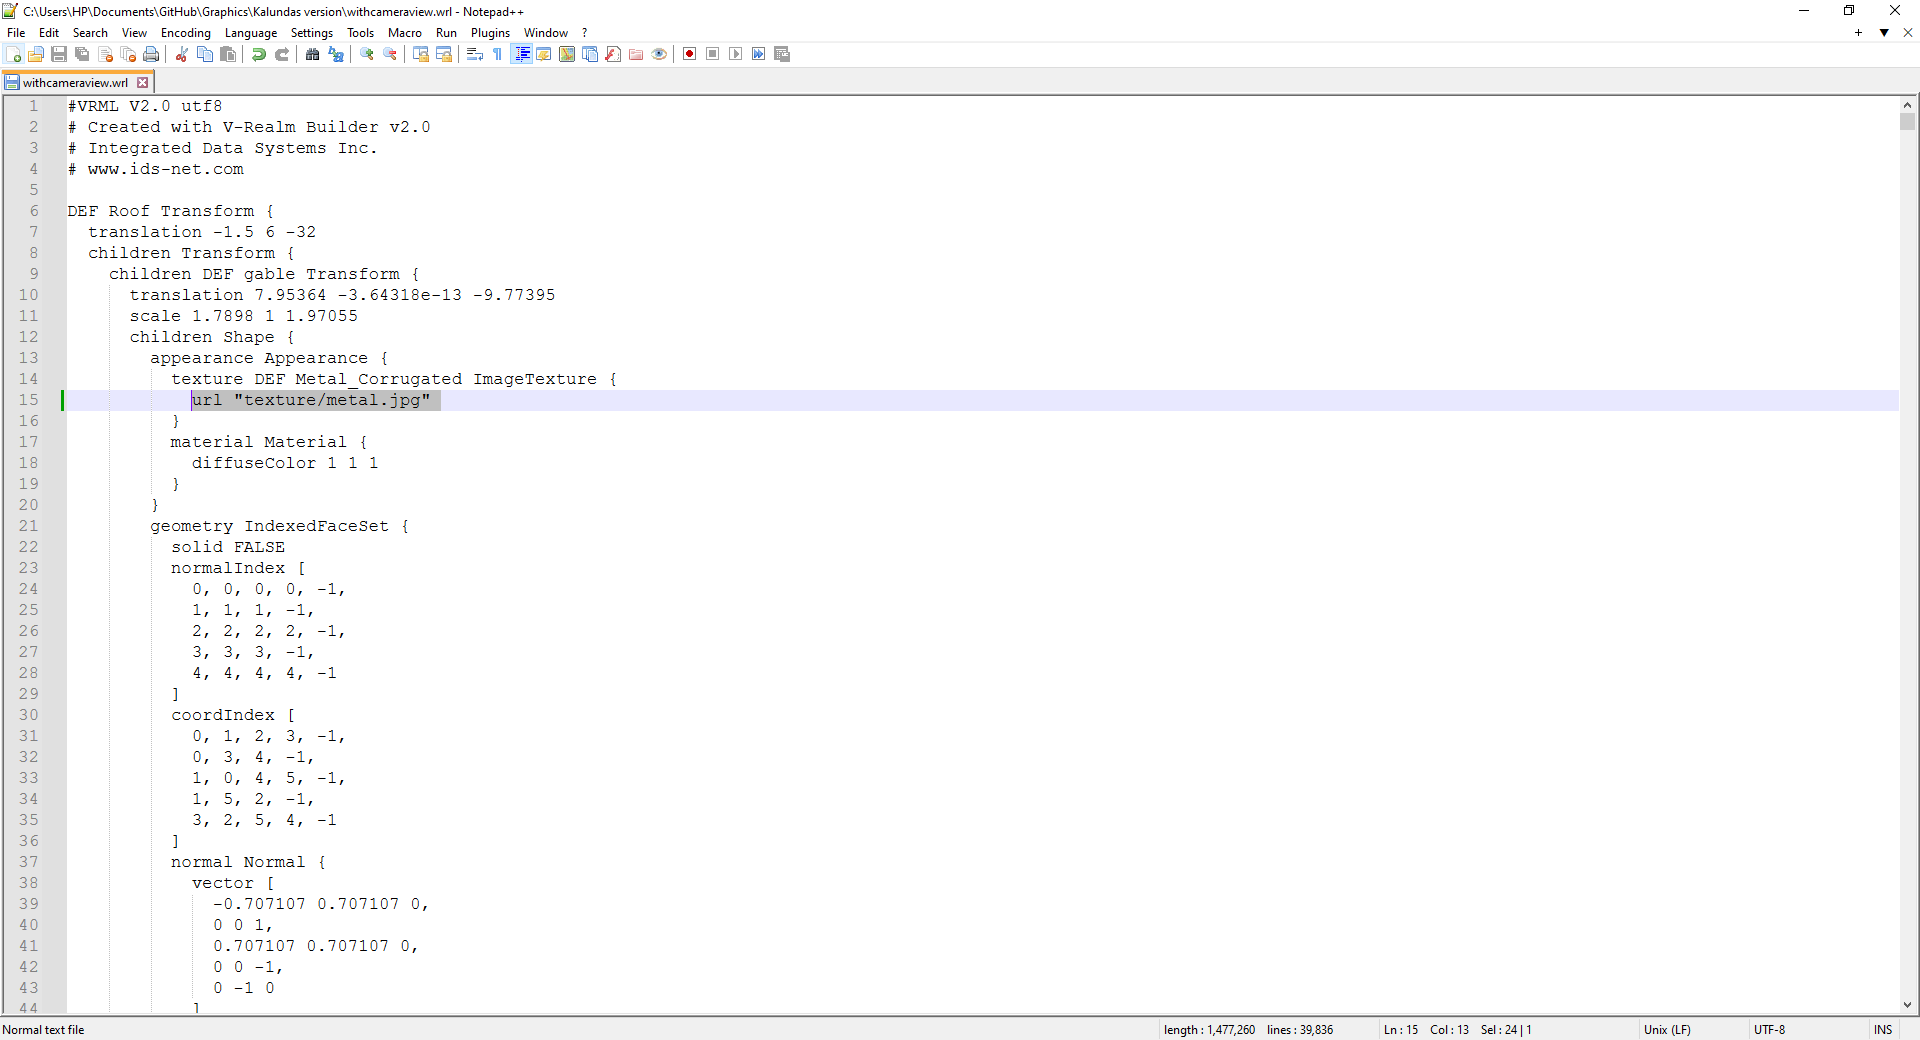 C:\Users\HP\Documents\GitHub\Graphics\Kalundas version\withcameraview.wrl - Notepad++
File Edit Search View Encoding Language Settings Tools Macro Run Plugins Window ?
withcameraview.wrl
1 #VRML V2.0 utf8
2 # Created with V-Realm Builder v2.0
3 # Integrated Data Systems Inc.
4 # www.ids-net.com
5
6 DEF Roof Transform {
7 translation -1.5 6 -32
8 children Transform {
9 children DEF gable Transform {
10 translation 7.95364 -3.64318e-13 -9.77395
11 scale 1.7898 1 1.97055
12 children Shape {
13 appearance Appearance {
14 texture DEF Metal_Corrugated ImageTexture {
15 url "texture/metal.jpg"
16 }
17 material Material {
18 diffuseColor 1 1 1
19 }
20 }
21 geometry IndexedFaceSet {
22 solid FALSE
23 normalIndex [
24 0, 0, 0, 0, -1,
25 1, 1, 1, -1,
26 2, 2, 2, 2, -1,
27 3, 3, 3, -1,
28 4, 4, 4, 4, -1
29 ]
30 coordIndex [
31 0, 1, 2, 3, -1,
32 0, 3, 4, -1,
33 1, 0, 4, 5, -1,
34 1, 5, 2, -1,
35 3, 2, 5, 4, -1
36 ]
37 normal Normal {
38 vector [
39 -0.707107 0.707107 0,
40 0 0 1,
41 0.707107 0.707107 0,
42 0 0 -1,
43 0 -1 0
44 ]
Normal text file length : 1,477,260 lines : 39,836 Ln : 15 Col : 13 Sel : 24 | 1 Unix (LF) UTF-8 INS